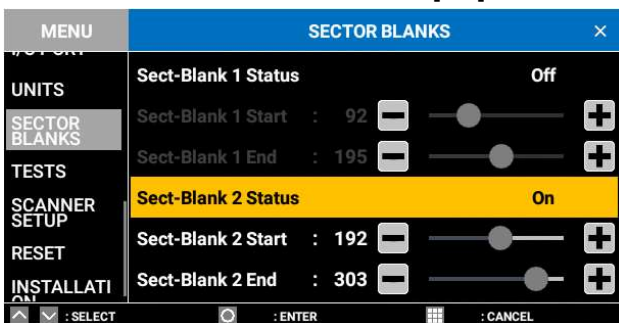 MENU
SECTOR BLANKS
×
UNITS
SECTOR
BLANKS
TESTS
SCANNER
SETUP
RESET
INSTALLATI
ON
Sect-Blank 1 Status Off
Sect-Blank 1 Start : 92
Sect-Blank 1 End : 195
Sect-Blank 2 Status On
Sect-Blank 2 Start : 192
Sect-Blank 2 End : 303
: SELECT : ENTER : CANCEL